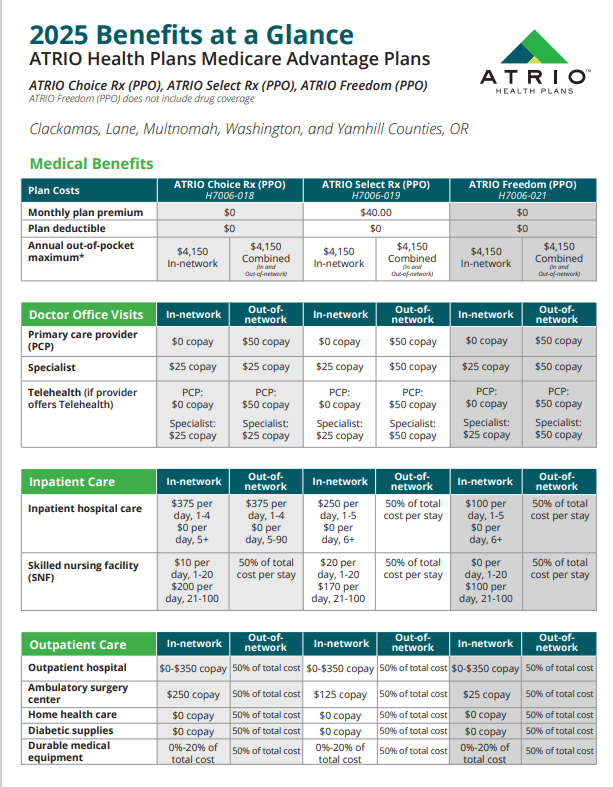 2025 Benefits at a Glance
ATRIO Health Plans Medicare Advantage Plans
ATRIO Choice Rx (PPO), ATRIO Select Rx (PPO), ATRIO Freedom (PPO)
ATRIO Freedom (PPO) does not include drug coverage
ATRIO™
HEALTH PLANS
Clackamas, Lane, Multnomah, Washington, and Yamhill Counties, OR
Medical Benefits
Plan Costs ATRIO Choice Rx (PPO) ATRIO Select Rx (PPO) ATRIO Freedom (PPO)
H7006-018 H7006-019 H7006-021
Monthly plan premium $0 $40.00 $0
Plan deductible $0 $0 $0
Annual out-of-pocket $4,150 $4,150 $4,150 $4,150 $4,150 $4,150
maximum* In-network Combined In-network Combined In-network Combined
(In and (In and (In and
Out-of-network) Out-of-network) Out-of-network)
Doctor Office Visits In-network Out-of- In-network Out-of- In-network Out-of-
network network network
Primary care provider $0 copay $50 copay $0 copay $50 copay $0 copay $50 copay
(PCP)
Specialist $25 copay $25 copay $25 copay $50 copay $25 copay $50 copay
Telehealth (if provider PCP: PCP: PCP: PCP: PCP: PCP:
offers Telehealth) $0 copay $50 copay $0 copay $50 copay $0 copay $50 copay
Specialist: Specialist: Specialist: Specialist: Specialist: Specialist:
$25 copay $25 copay $25 copay $50 copay $25 copay $50 copay
Inpatient Care In-network Out-of- In-network Out-of- In-network Out-of-
network network network
Inpatient hospital care $375 per $375 per $250 per 50% of total $100 per 50% of total
day, 1-4 day, 1-4 day, 1-5 cost per stay day, 1-5 cost per stay
$0 per $0 per $0 per $0 per
day, 5+ day, 5-90 day, 6+ day, 6+
Skilled nursing facility $10 per 50% of total $20 per 50% of total $0 per 50% of total
(SNF) day, 1-20 cost per stay day, 1-20 cost per stay day, 1-20 cost per stay
$200 per $170 per $100 per
day, 21-100 day, 21-100 day, 21-100
Outpatient Care In-network Out-of- In-network Out-of- In-network Out-of-
network network network
Outpatient hospital $0-$350 copay 50% of total cost $0-$350 copay 50% of total cost $0-$350 copay 50% of total cost
Ambulatory surgery $250 copay 50% of total cost $125 copay 50% of total cost $25 copay 50% of total cost
center
Home health care $0 copay 50% of total cost $0 copay 50% of total cost $0 copay 50% of total cost
Diabetic supplies $0 copay 50% of total cost $0 copay 50% of total cost $0 copay 50% of total cost
Durable medical 0%-20% of 50% of total cost 0%-20% of 50% of total cost 0%-20% of 50% of total cost
equipment total cost total cost total cost